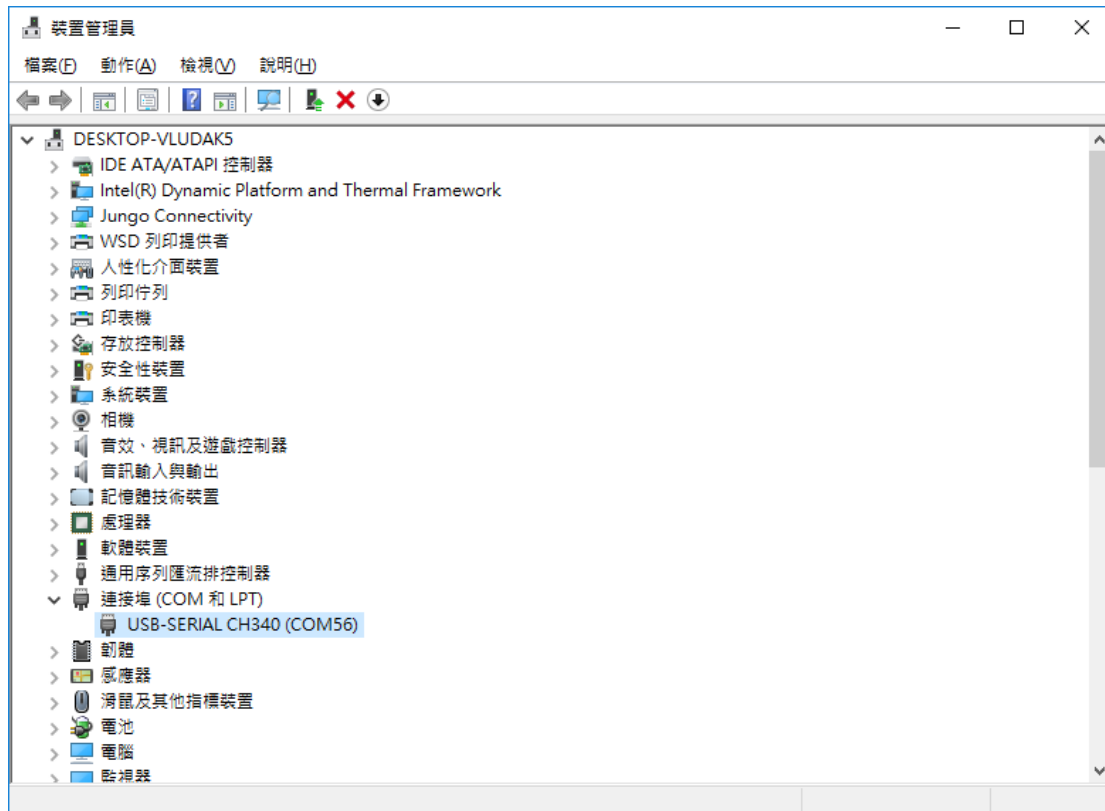 裝置管理員
檔案(F) 動作(A) 檢視(V) 說明(H)
DESKTOP-VLUDAK5
IDE ATA/ATAPI 控制器
Intel(R) Dynamic Platform and Thermal Framework
Jungo Connectivity
WSD 列印提供者
人性化介面裝置
列印佇列
印表機
存放控制器
安全性裝置
系統裝置
相機
音效、視訊及遊戲控制器
音訊輸入與輸出
記憶體技術裝置
處理器
軟體裝置
通用序列匯流排控制器
連接埠 (COM 和 LPT)
USB-SERIAL CH340 (COM56)
韌體
感應器
滑鼠及其他指標裝置
電池
電腦
監視器